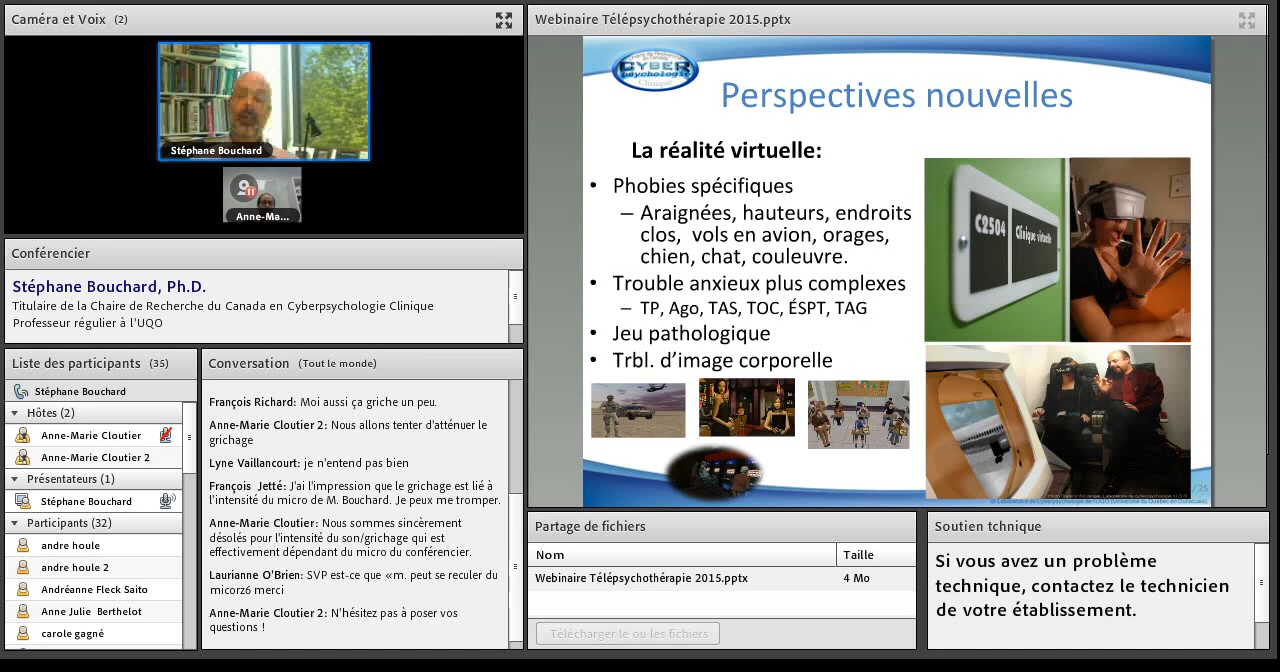 Caméra et Voix (2)
Stéphane Bouchard
Anne-Ma...
Conférencier
Stéphane Bouchard, Ph.D.
Titulaire de la Chaire de Recherche du Canada en Cyberpsychologie Clinique
Professeur régulier à l'UQO
Liste des participants (35)
Stéphane Bouchard
Hôtes (2)
Anne-Marie Cloutier
Anne-Marie Cloutier 2
Présentateurs (1)
Stéphane Bouchard
Participants (32)
andre houle
andre houle 2
Andréanne Fleck Saito
Anne Julie Berthelot
carole gagné
Conversation (Tout le monde)
François Richard: Moi aussi ça griche un peu.
Anne-Marie Cloutier 2: Nous allons tenter d'atténuer le
grichage
Lyne Vaillancourt: je n'entend pas bien
François Jetté: J'ai l'impression que le grichage est lié à
l'intensité du micro de M. Bouchard. Je peux me tromper.
Anne-Marie Cloutier: Nous sommes sincèrement
désolés pour l'intensité du son/grichage qui est
effectivement dépendant du micro du conférencier.
Laurianne O'Brien: SVP est-ce que «m. peut se reculer du
micorz6 merci
Anne-Marie Cloutier 2: N'hésitez pas à poser vos
questions !
Webinaire Télépsychothérapie 2015.pptx
CYBER
psychologie
Clinique
Perspectives nouvelles
La réalité virtuelle:
• Phobies spécifiques
– Araignées, hauteurs, endroits
clos, vols en avion, orages,
chien, chat, couleuvre.
• Trouble anxieux plus complexes
– TP, Ago, TAS, TOC, ÉSPT, TAG
• Jeu pathologique
• Trbl. d'image corporelle
C2504
Clinique virtuelle
/ 25
Partage de fichiers
Nom
Taille
Webinaire Télépsychothérapie 2015.pptx
4 Mo
Télécharger le ou les fichiers
Soutien tchnique
Si vous avez un problème
technique, contactez le technicien
de votre établissement.